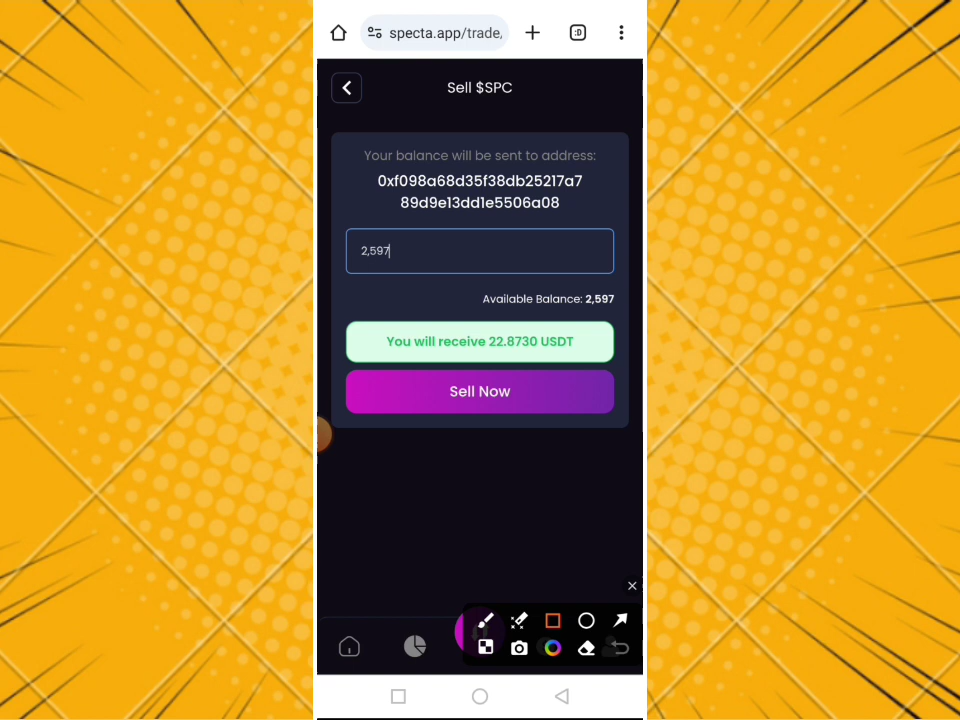 specta.app/trade,
:D
Sell $SPC
Your balance will be sent to address:
0xf098a68d35f38db25217a7
89d9e13dd1e5506a08
2,597
Available Balance: 2,597
You will receive 22.8730 USDT
Sell Now